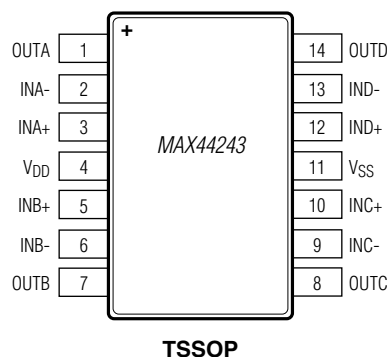 +
OUTA 1 14 OUTD
INA- 2 13 IND-
INA+ 3 12 IND+
MAX44243
VDD 4 11 VSS
INB+ 5 10 INC+
INB- 6 9 INC-
OUTB 7 8 OUTC
TSSOP